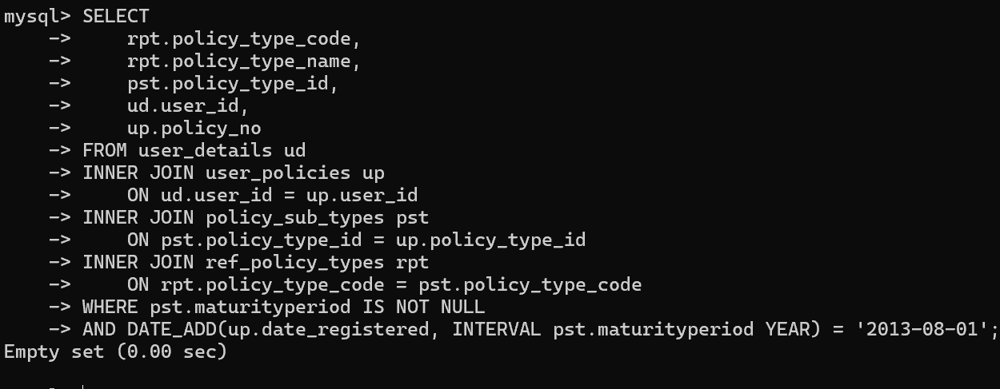 mysql> SELECT
    ->     rpt.policy_type_code,
    ->     rpt.policy_type_name,
    ->     pst.policy_type_id,
    ->     ud.user_id,
    ->     up.policy_no
    -> FROM user_details ud
    -> INNER JOIN user_policies up
    ->     ON ud.user_id = up.user_id
    -> INNER JOIN policy_sub_types pst
    ->     ON pst.policy_type_id = up.policy_type_id
    -> INNER JOIN ref_policy_types rpt
    ->     ON rpt.policy_type_code = pst.policy_type_code
    -> WHERE pst.maturityperiod IS NOT NULL
    -> AND DATE_ADD(up.date_registered, INTERVAL pst.maturityperiod YEAR) = '2013-08-01';
Empty set (0.00 sec)